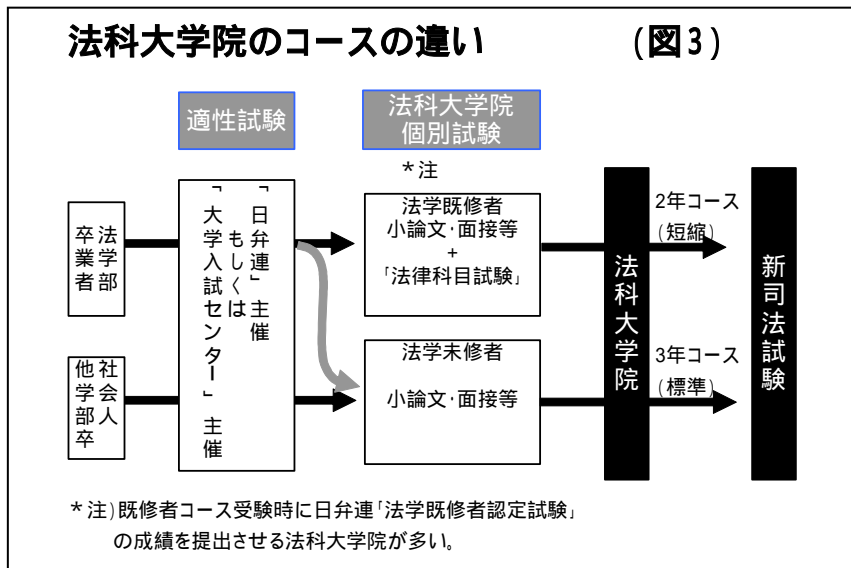 法科大学院のコースの違い (図3)
適性試験
法科大学院
個別試験
*注
法学部
卒業者
社会人
他学部卒
「日弁連」主催
もしくは
「大学入試センター」主催
法学既修者
小論文・面接等
+
「法律科目試験」
法学未修者
小論文・面接等
法科大学院
2年コース
(短縮)
3年コース
(標準)
新司法試験
*注)既修者コース受験時に日弁連「法学既修者認定試験」
の成績を提出させる法科大学院が多い。